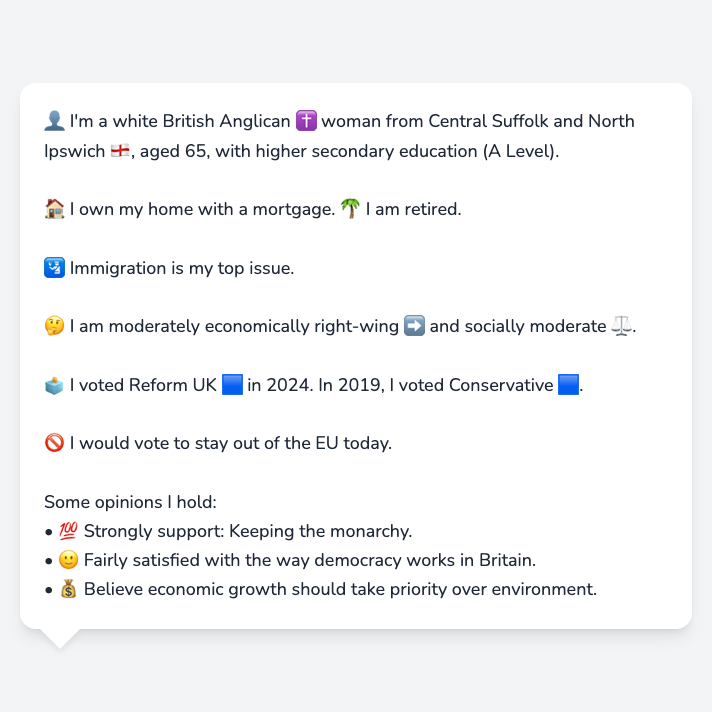 👤 I'm a white British Anglican ✝️ woman from Central Suffolk and North
Ipswich 🏴󠁧󠁢󠁥󠁮󠁧󠁿, aged 65, with higher secondary education (A Level).
🏠 I own my home with a mortgage. 🌴 I am retired.
🛂 Immigration is my top issue.
🤔 I am moderately economically right-wing ➡️ and socially moderate ⚖️.
🗳️ I voted Reform UK 🟦 in 2024. In 2019, I voted Conservative 🟦.
🚫 I would vote to stay out of the EU today.
Some opinions I hold:
• 💯 Strongly support: Keeping the monarchy.
• 🙂 Fairly satisfied with the way democracy works in Britain.
• 💰 Believe economic growth should take priority over environment.